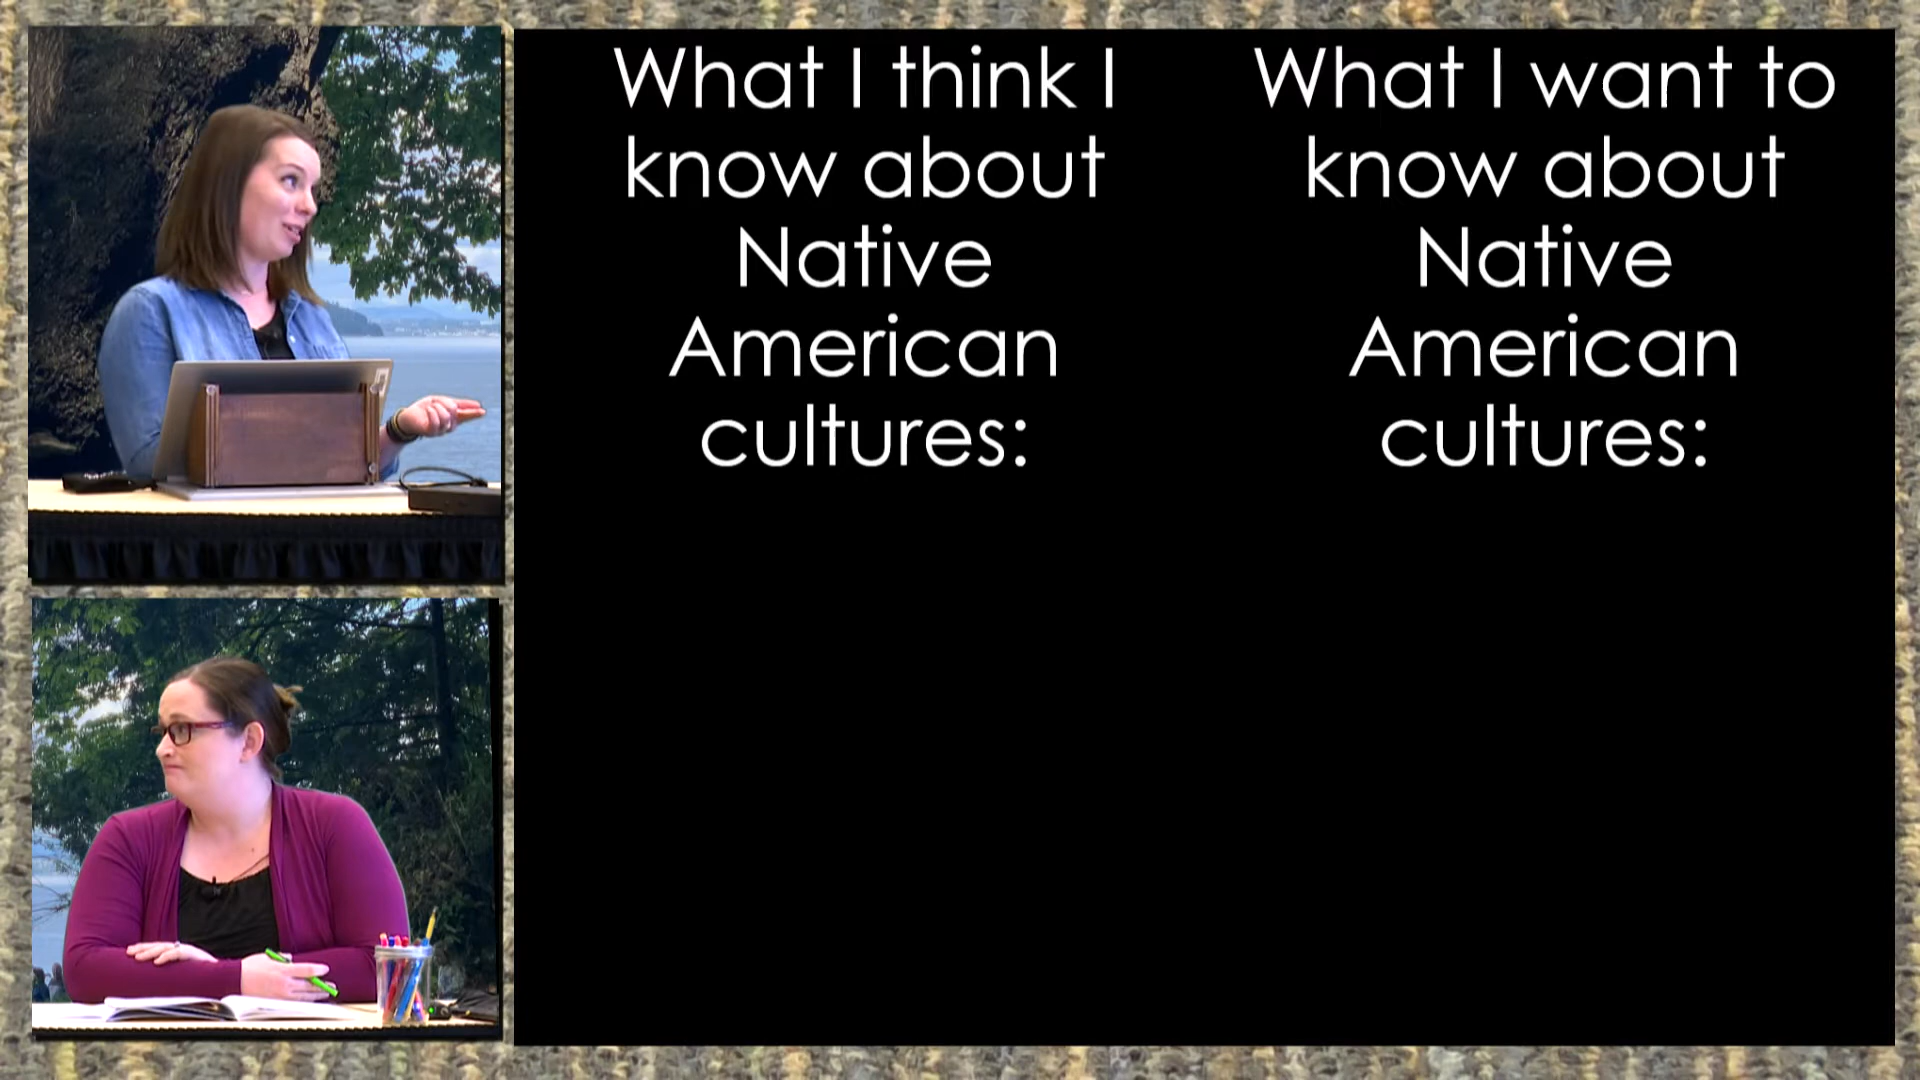 What I think I
know about
Native
American
cultures:
What I want to
know about
Native
American
cultures: